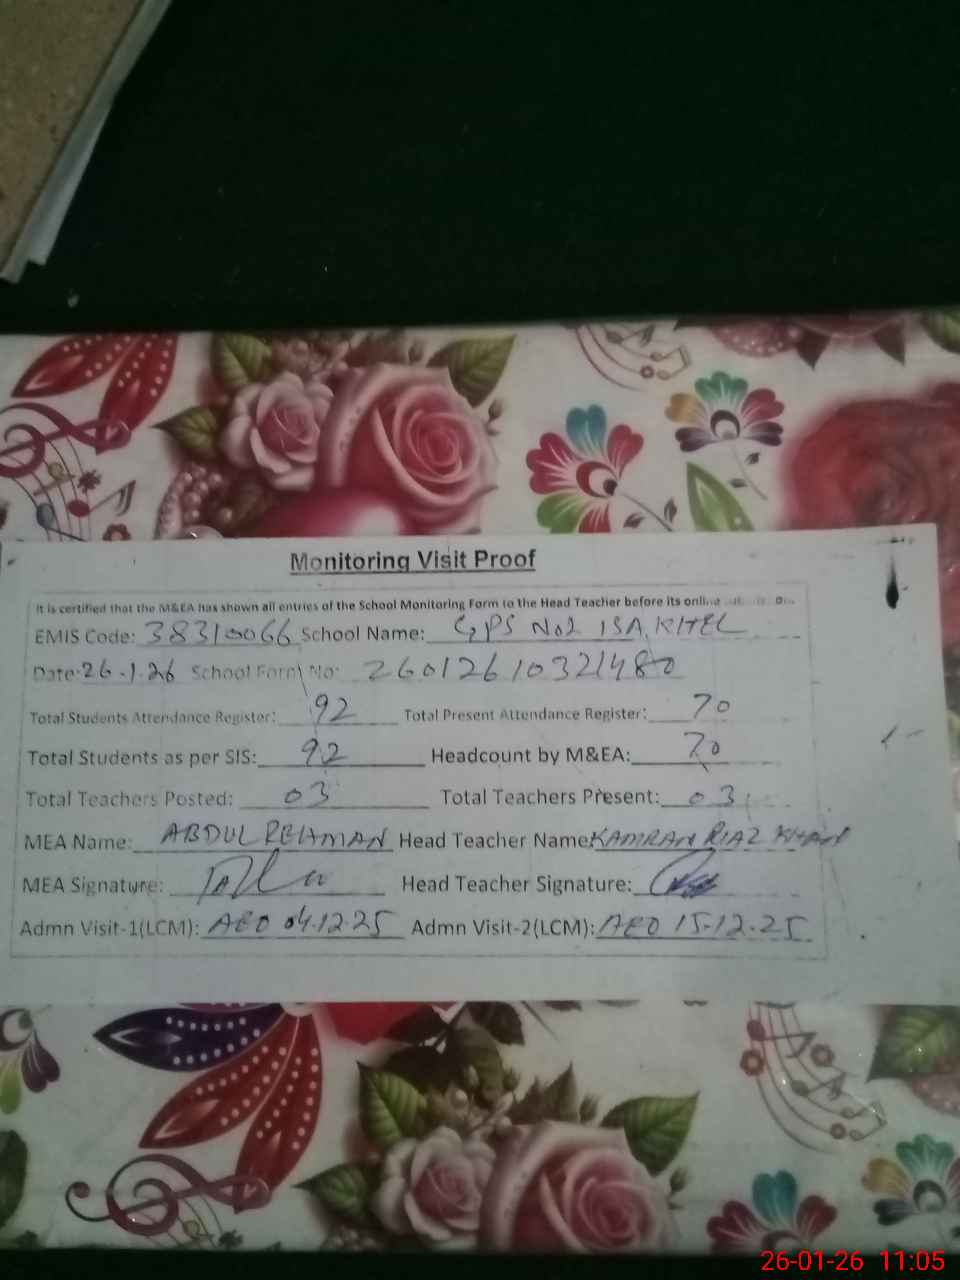 Monitoring Visit Proof
It is certified that the M&EA has shown all entries of the School Monitoring Form to the Head Teacher before its online
EMIS Code: 38310066 School Name: GPS No2 ISA KHEL
Date: 26-1-26 School Form No: 26012610321480
Total Students Attendance Register: 92 Total Present Attendance Register: 70
Total Students as per SIS: 92 Headcount by M&EA: 70
Total Teachers Posted: 03 Total Teachers Present: 03
MEA Name: ABDUL REHMAN Head Teacher Name: KAMRAN RIAZ KHAN
MEA Signature: Head Teacher Signature:
Admn Visit-1(LCM): AEO 04.12.25 Admn Visit-2(LCM): AEO 15-12-25
26-01-26 11:05